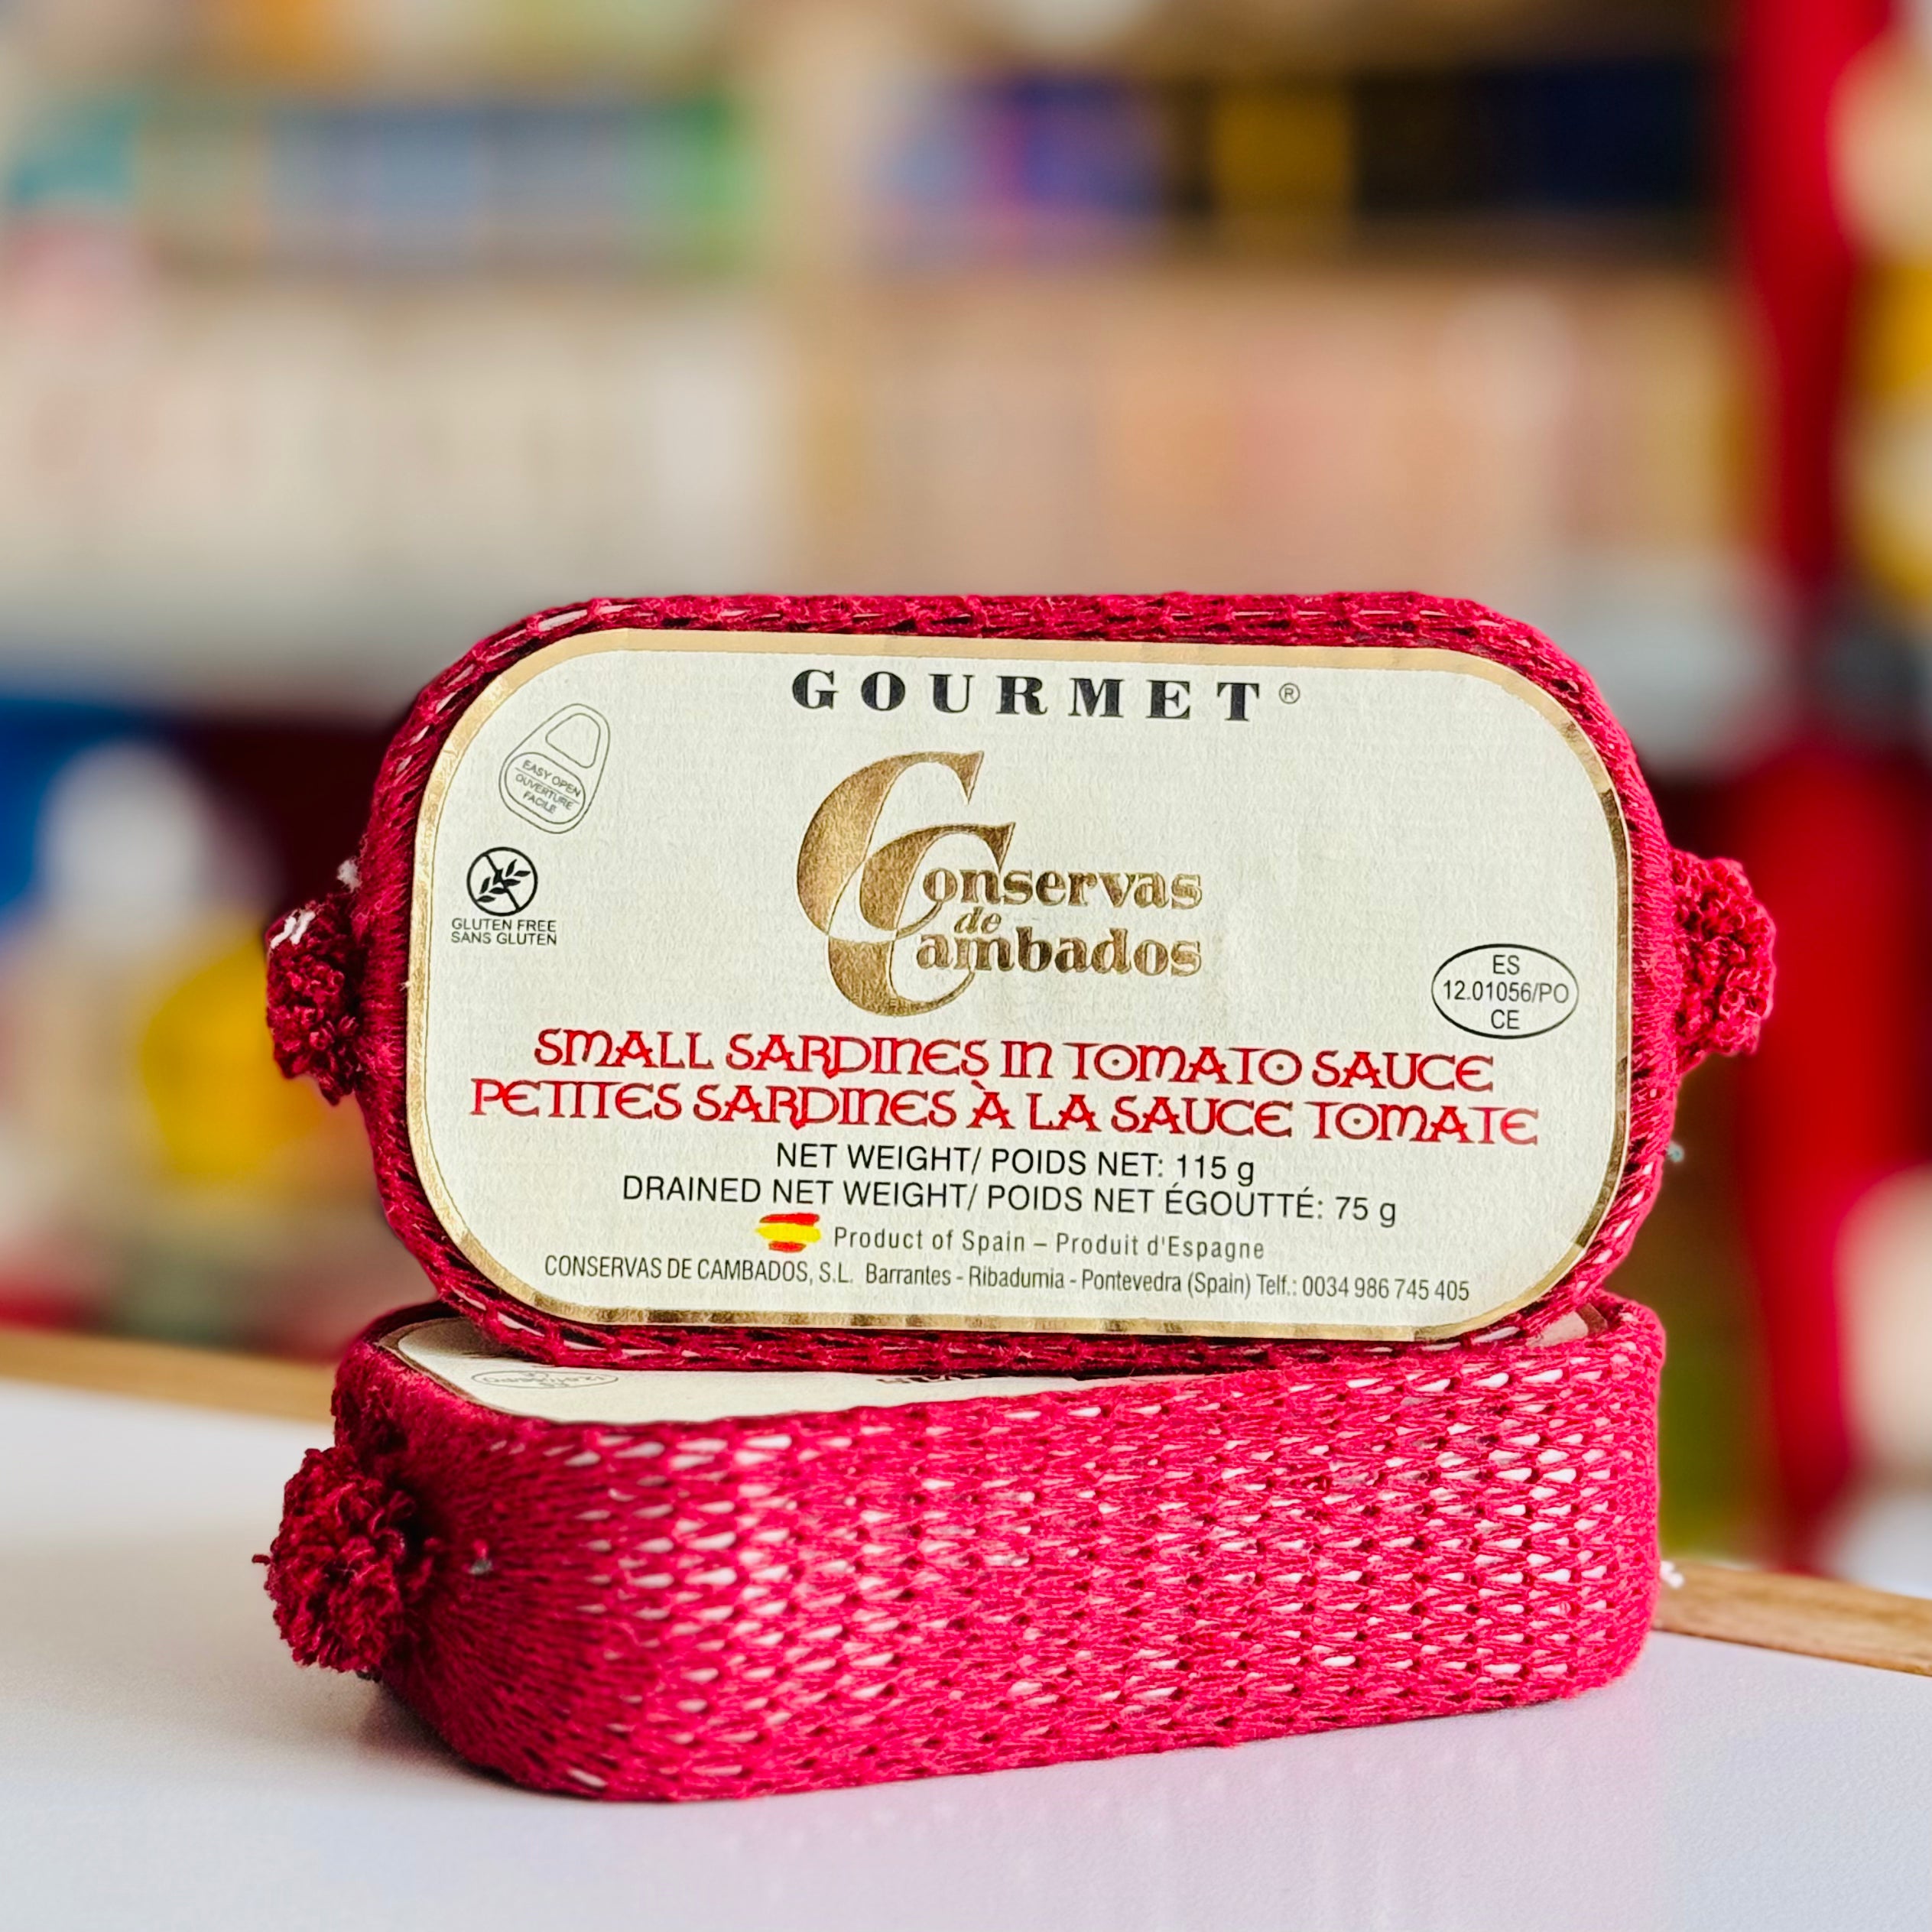 GOURMET®
EASY OPEN
OUVERTURE
FACILE
Conservas
de
Cambados
GLUTEN FREE
SANS GLUTEN
ES
12.01056/PO
CE
SMALL SARDINES IN TOMATO SAUCE
PETITES SARDINES À LA SAUCE TOMATE
NET WEIGHT/ POIDS NET: 115 g
DRAINED NET WEIGHT/ POIDS NET ÉGOUTTÉ: 75 g
Product of Spain – Produit d'Espagne
CONSERVAS DE CAMBADOS, S.L. Barrantes - Ribadumia - Pontevedra (Spain) Telf.: 0034 986 745 405